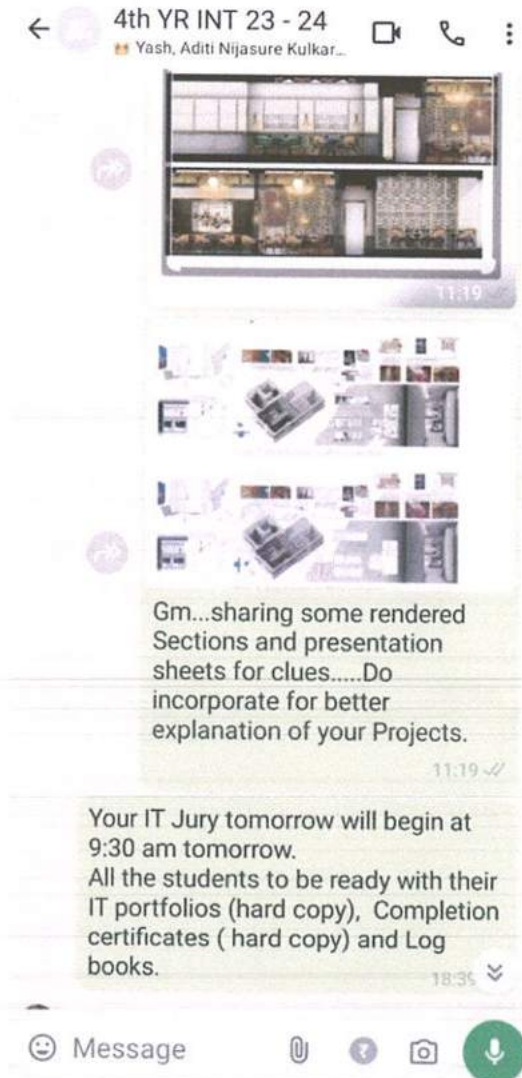 4th YR INT 23 - 24
Yash, Aditi Nijasure Kulkar...
11:19
Gm...sharing some rendered
Sections and presentation
sheets for clues.....Do
incorporate for better
explanation of your Projects.
11:19
Your IT Jury tomorrow will begin at
9:30 am tomorrow.
All the students to be ready with their
IT portfolios (hard copy), Completion
certificates ( hard copy) and Log
books.
18:39
Message